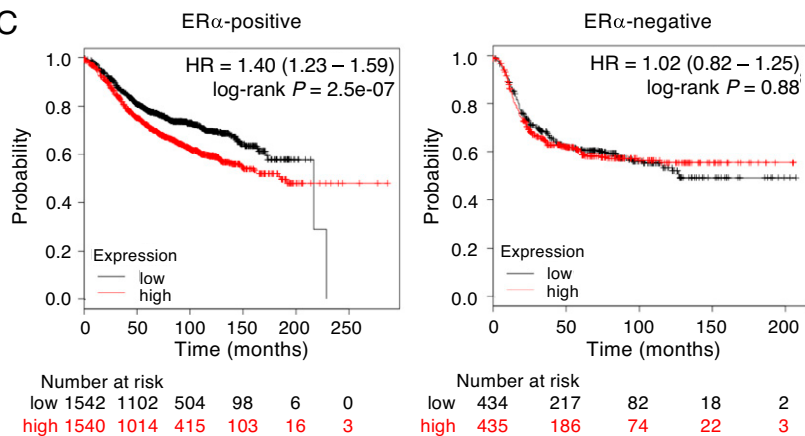 C
ERα-positive
HR = 1.40 (1.23 – 1.59)
log-rank P = 2.5e-07
Probability
1.0
0.8
0.6
0.4
0.2
0.0
Expression
low
high
0 50 100 150 200 250
Time (months)
Number at risk
low 1542 1102 504 98 6 0
high 1540 1014 415 103 16 3
ERα-negative
HR = 1.02 (0.82 – 1.25)
log-rank P = 0.88
Probability
1.0
0.8
0.6
0.4
0.2
0.0
Expression
low
high
0 50 100 150 200
Time (months)
Number at risk
low 434 217 82 18 2
high 435 186 74 22 3